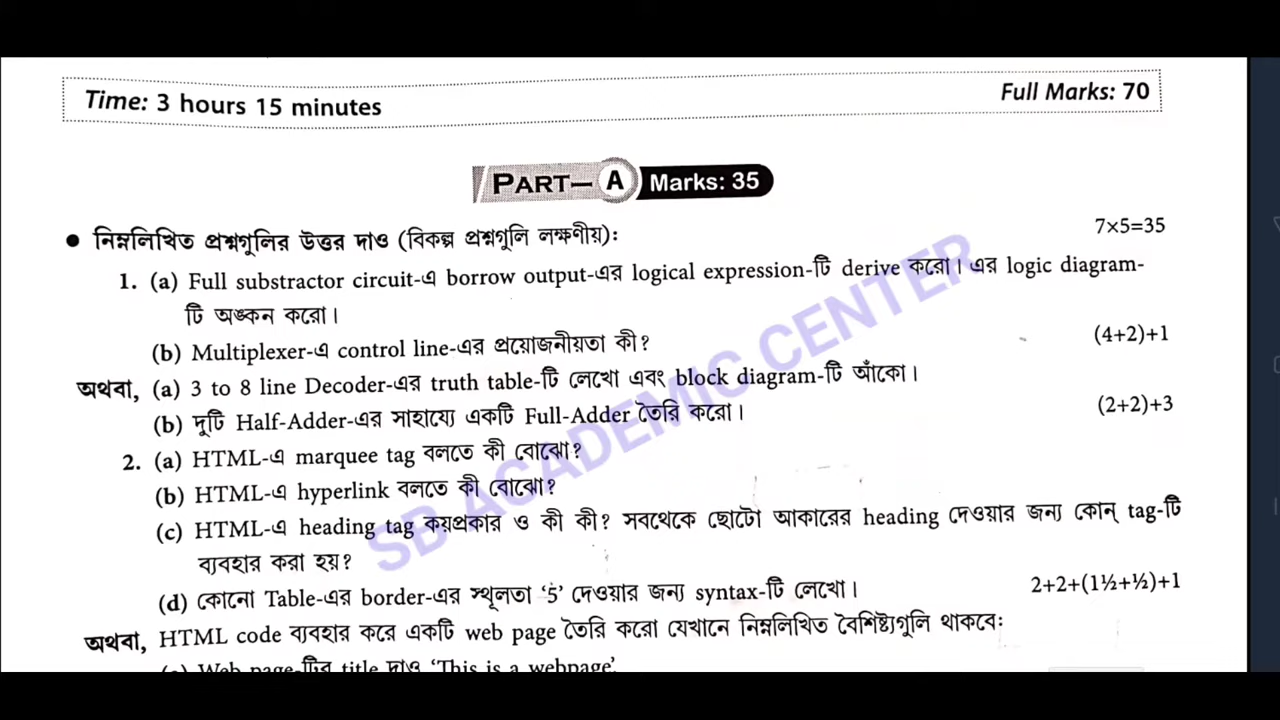 Time: 3 hours 15 minutes
Full Marks: 70
PART— A Marks: 35
● নিম্নলিখিত প্রশ্নগুলির উত্তর দাও (বিকল্প প্রশ্নগুলি লক্ষণীয়): 7×5=35
1. (a) Full substractor circuit-এ borrow output-এর logical expression-টি derive করো। এর logic diagram-
টি অঙ্কন করো।
(b) Multiplexer-এ control line-এর প্রয়োজনীয়তা কী? (4+2)+1
অথবা, (a) 3 to 8 line Decoder-এর truth table-টি লেখো এবং block diagram-টি আঁকো।
(b) দুটি Half-Adder-এর সাহায্যে একটি Full-Adder তৈরি করো। (2+2)+3
2. (a) HTML-এ marquee tag বলতে কী বোঝো?
(b) HTML-এ hyperlink বলতে কী বোঝো?
(c) HTML-এ heading tag কয়প্রকার ও কী কী? সবথেকে ছোটো আকারের heading দেওয়ার জন্য কোন্ tag-টি
ব্যবহার করা হয়?
(d) কোনো Table-এর border-এর স্থূলতা ‘5’ দেওয়ার জন্য syntax-টি লেখো। 2+2+(1½+½)+1
অথবা, HTML code ব্যবহার করে একটি web page তৈরি করো যেখানে নিম্নলিখিত বৈশিষ্ট্যগুলি থাকবে:
(a) Web page-টির title দাও ‘This is a webpage’.
SB ACADEMIC CENTER